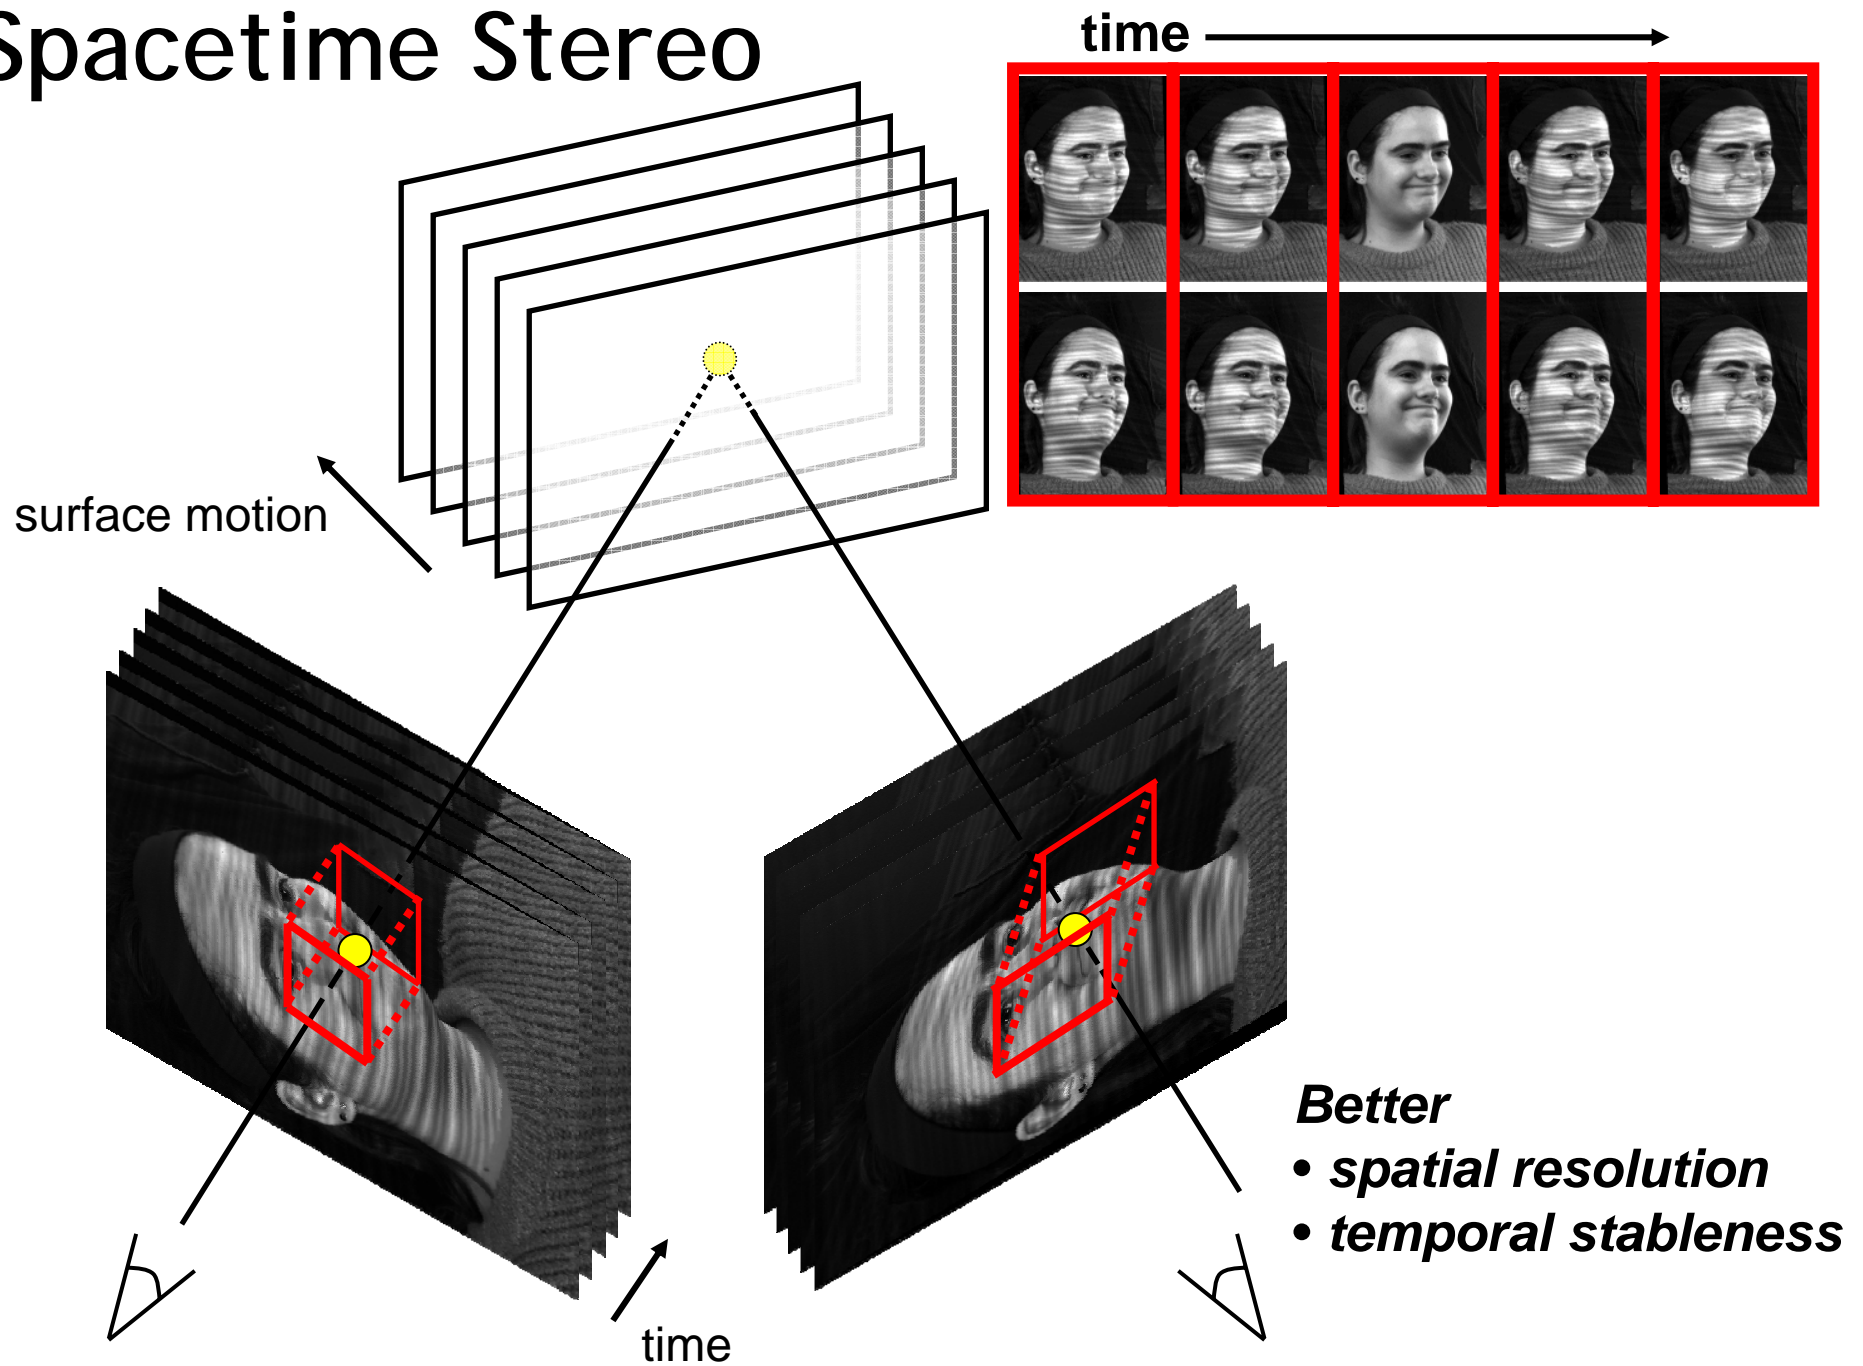 Spacetime Stereo
time
surface motion
Better
• spatial resolution
• temporal stableness
time